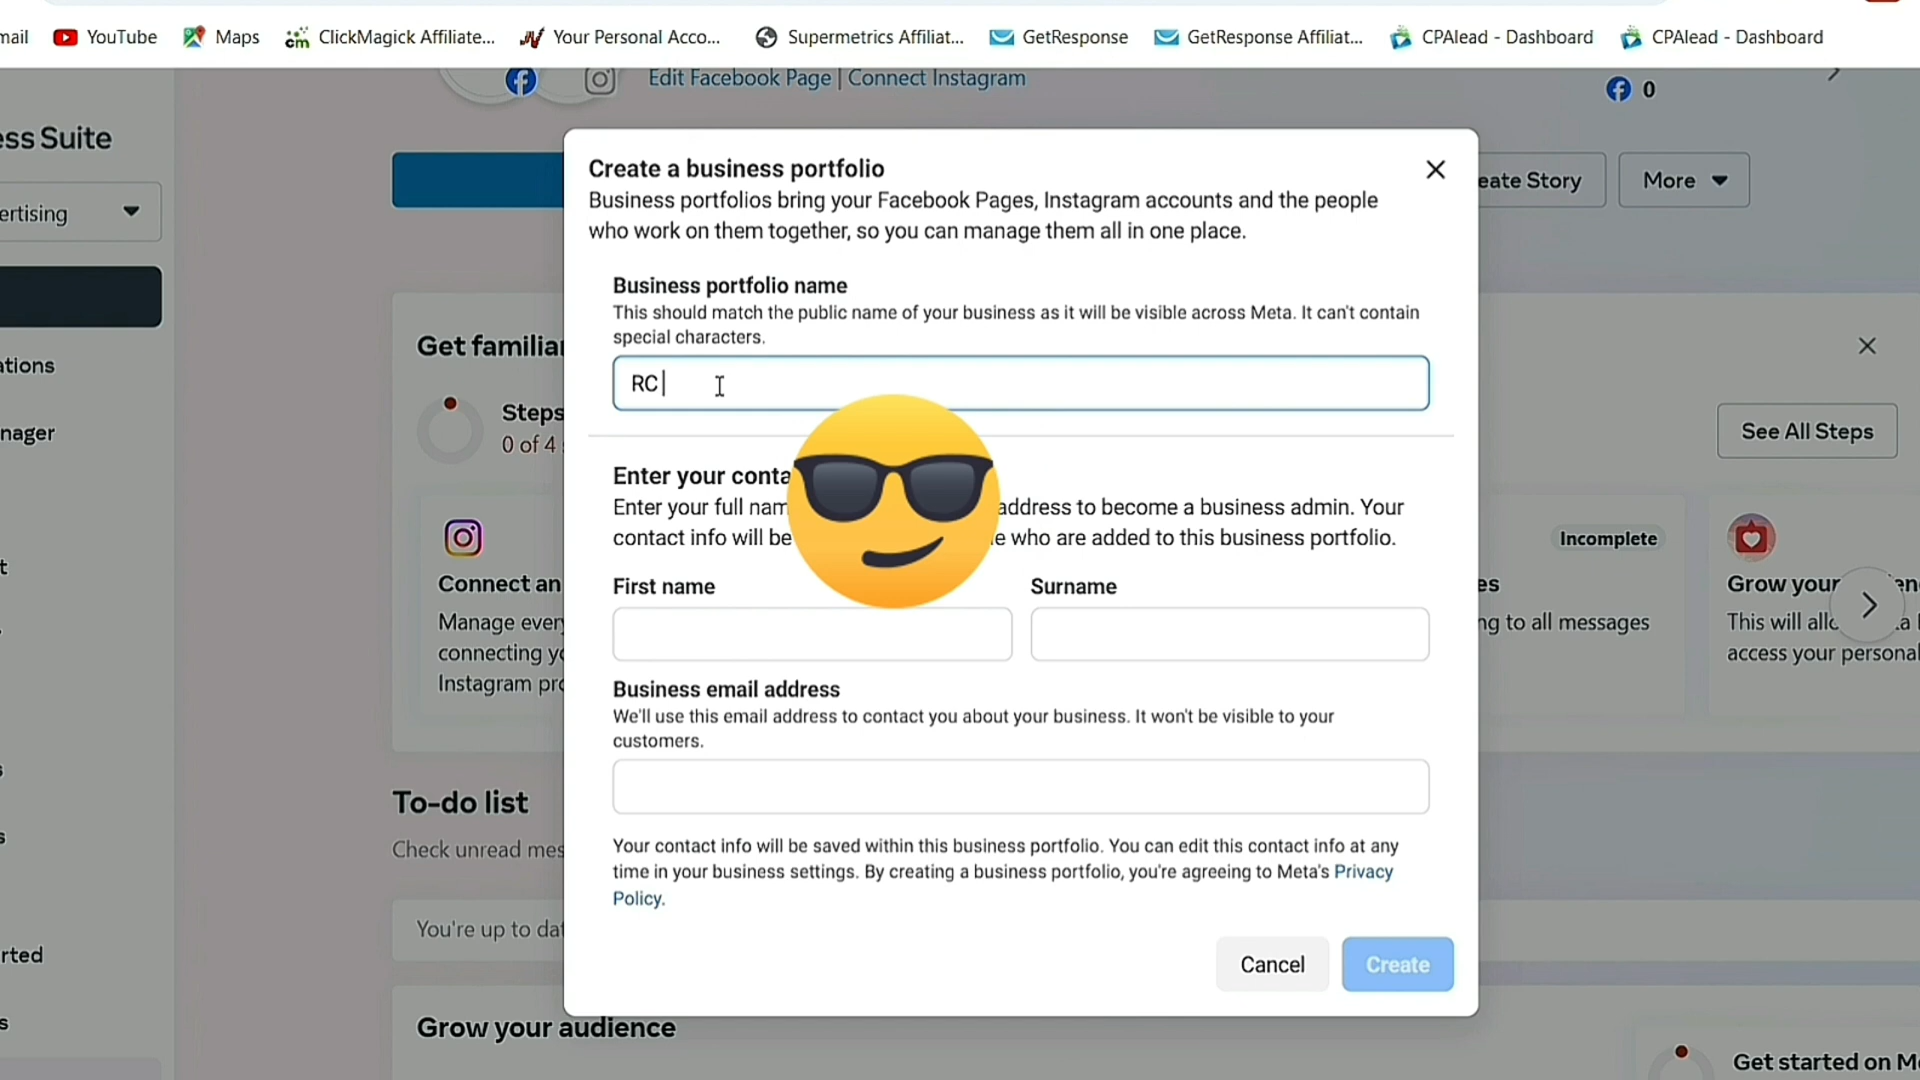 mail YouTube Maps ClickMagick Affiliate... Your Personal Acco... Supermetrics Affiliat... GetResponse GetResponse Affiliat... CPAlead - Dashboard CPAlead - Dashboard
Edit Facebook Page | Connect Instagram
0
ess Suite
Create a business portfolio
Business portfolios bring your Facebook Pages, Instagram accounts and the people
who work on them together, so you can manage them all in one place.
eate Story
More
ertising
Business portfolio name
This should match the public name of your business as it will be visible across Meta. It can't contain
special characters.
RC
Get familiar
ations
Steps
0 of 4
nager
See All Steps
Enter your conta
Enter your full nam address to become a business admin. Your
contact info will be e who are added to this business portfolio.
First name
Surname
Incomplete
Connect an
Manage every
connecting yo
Instagram pro
es
ng to all messages
Grow your en
This will allo a B
access your personal
t
Business email address
We'll use this email address to contact you about your business. It won't be visible to your
customers.
s
s
To-do list
Check unread mes
Your contact info will be saved within this business portfolio. You can edit this contact info at any
time in your business settings. By creating a business portfolio, you're agreeing to Meta's Privacy
Policy.
You're up to dat
rted
Cancel
Create
s
Grow your audience
Get started on M